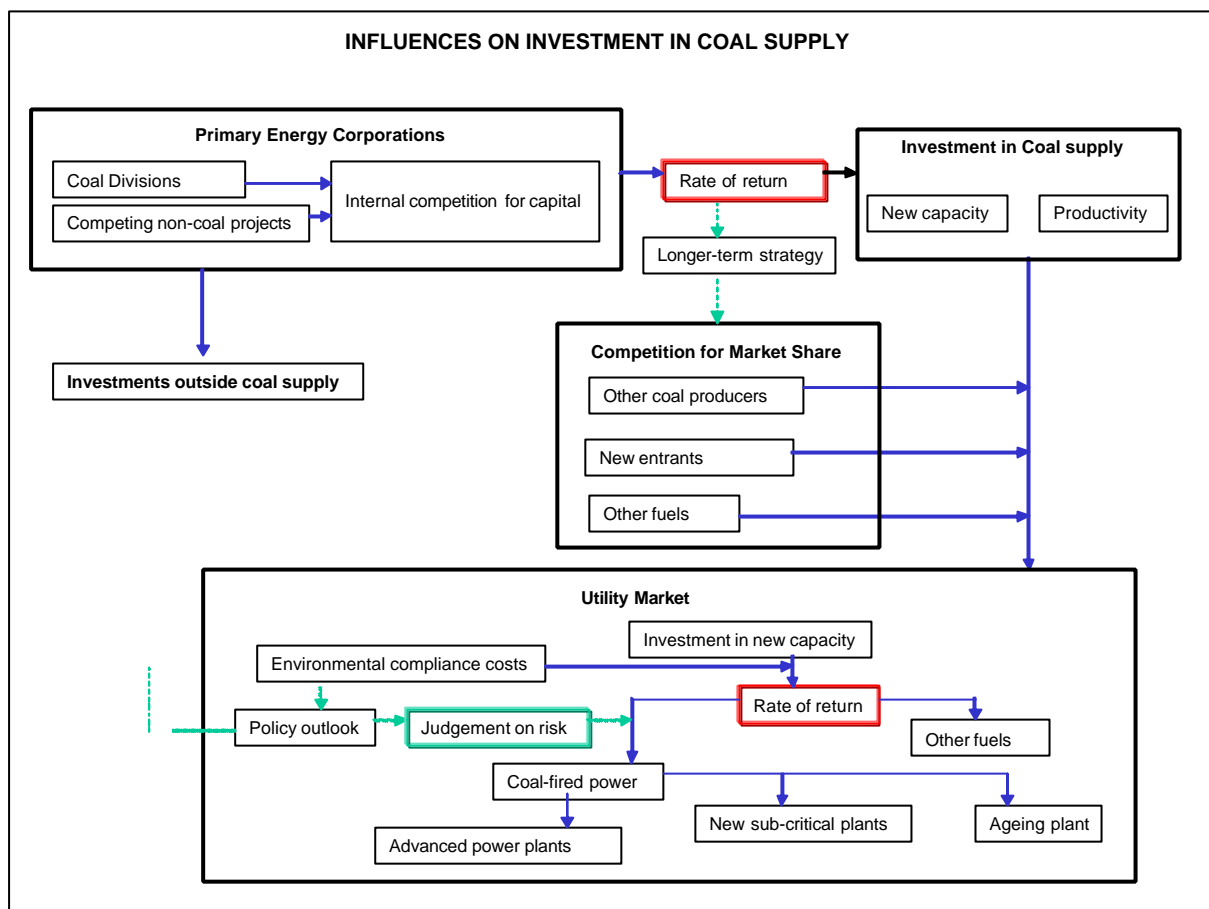 INFLUENCES ON INVESTMENT IN COAL SUPPLY
Primary Energy Corporations
Coal Divisions
Competing non-coal projects
Internal competition for capital
Rate of return
Longer-term strategy
Investment in Coal supply
New capacity
Productivity
Investments outside coal supply
Competition for Market Share
Other coal producers
New entrants
Other fuels
Utility Market
Investment in new capacity
Environmental compliance costs
Rate of return
Policy outlook
Judgement on risk
Other fuels
Coal-fired power
Advanced power plants
New sub-critical plants
Ageing plant